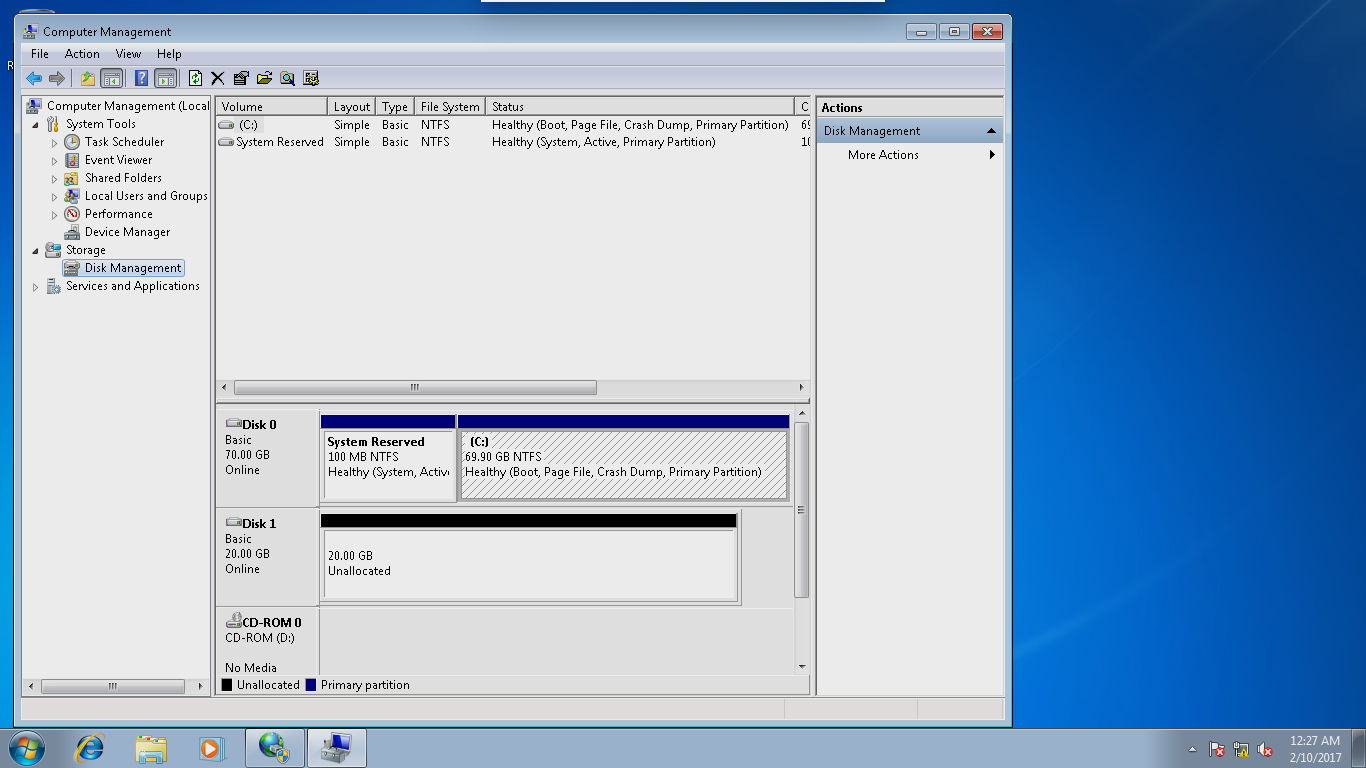 R
Computer Management
File Action View Help
Computer Management (Local
System Tools
Task Scheduler
Event Viewer
Shared Folders
Local Users and Groups
Performance
Device Manager
Storage
Disk Management
Services and Applications
Volume Layout Type File System Status C
(C:) Simple Basic NTFS Healthy (Boot, Page File, Crash Dump, Primary Partition) 69
System Reserved Simple Basic NTFS Healthy (System, Active, Primary Partition) 10
Disk 0
Basic
70.00 GB
Online
System Reserved
100 MB NTFS
Healthy (System, Activ
(C:)
69.90 GB NTFS
Healthy (Boot, Page File, Crash Dump, Primary Partition)
Disk 1
Basic
20.00 GB
Online
20.00 GB
Unallocated
CD-ROM 0
CD-ROM (D:)
No Media
Unallocated Primary partition
Actions
Disk Management
More Actions
12:27 AM
2/10/2017